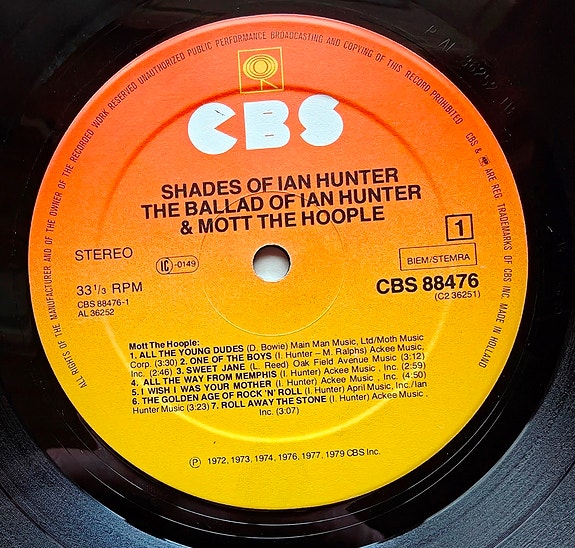 ALL RIGHTS OF THE MANUFACTURER AND OF THE OWNER OF THE RECORDED WORK RESERVED UNAUTHORIZED PUBLIC PERFORMANCE BROADCASTING AND COPYING OF THIS RECORD PROHIBITED
CBS & ARE REG. TRADEMARKS OF CBS INC. MADE IN HOLLAND
CBS
SHADES OF IAN HUNTER
THE BALLAD OF IAN HUNTER
& MOTT THE HOOPLE
1
STEREO
IC -0149
BIEM/STEMRA
33 1/3 RPM
CBS 88476
CBS 88476-1
(C2 36251)
AL 36252
Mott The Hoople:
1. ALL THE YOUNG DUDES (D. Bowie) Main Man Music, Ltd/Moth Music
Corp. (3:30) 2. ONE OF THE BOYS (I. Hunter – M. Ralphs) Ackee Music,
Inc. (2:46) 3. SWEET JANE (L. Reed) Oak Field Avenue Music (3:12)
4. ALL THE WAY FROM MEMPHIS (I. Hunter) Ackee Music , Inc. (2:59)
5. I WISH I WAS YOUR MOTHER (I. Hunter) Ackee Music , Inc. (4:50)
6. THE GOLDEN AGE OF ROCK 'N' ROLL (I. Hunter) April Music, Inc./Ian
Hunter Music (3:23) 7. ROLL AWAY THE STONE (I. Hunter) Ackee Music ,
Inc. (3:07)
Ⓟ 1972, 1973, 1974, 1976, 1977, 1979 CBS Inc.